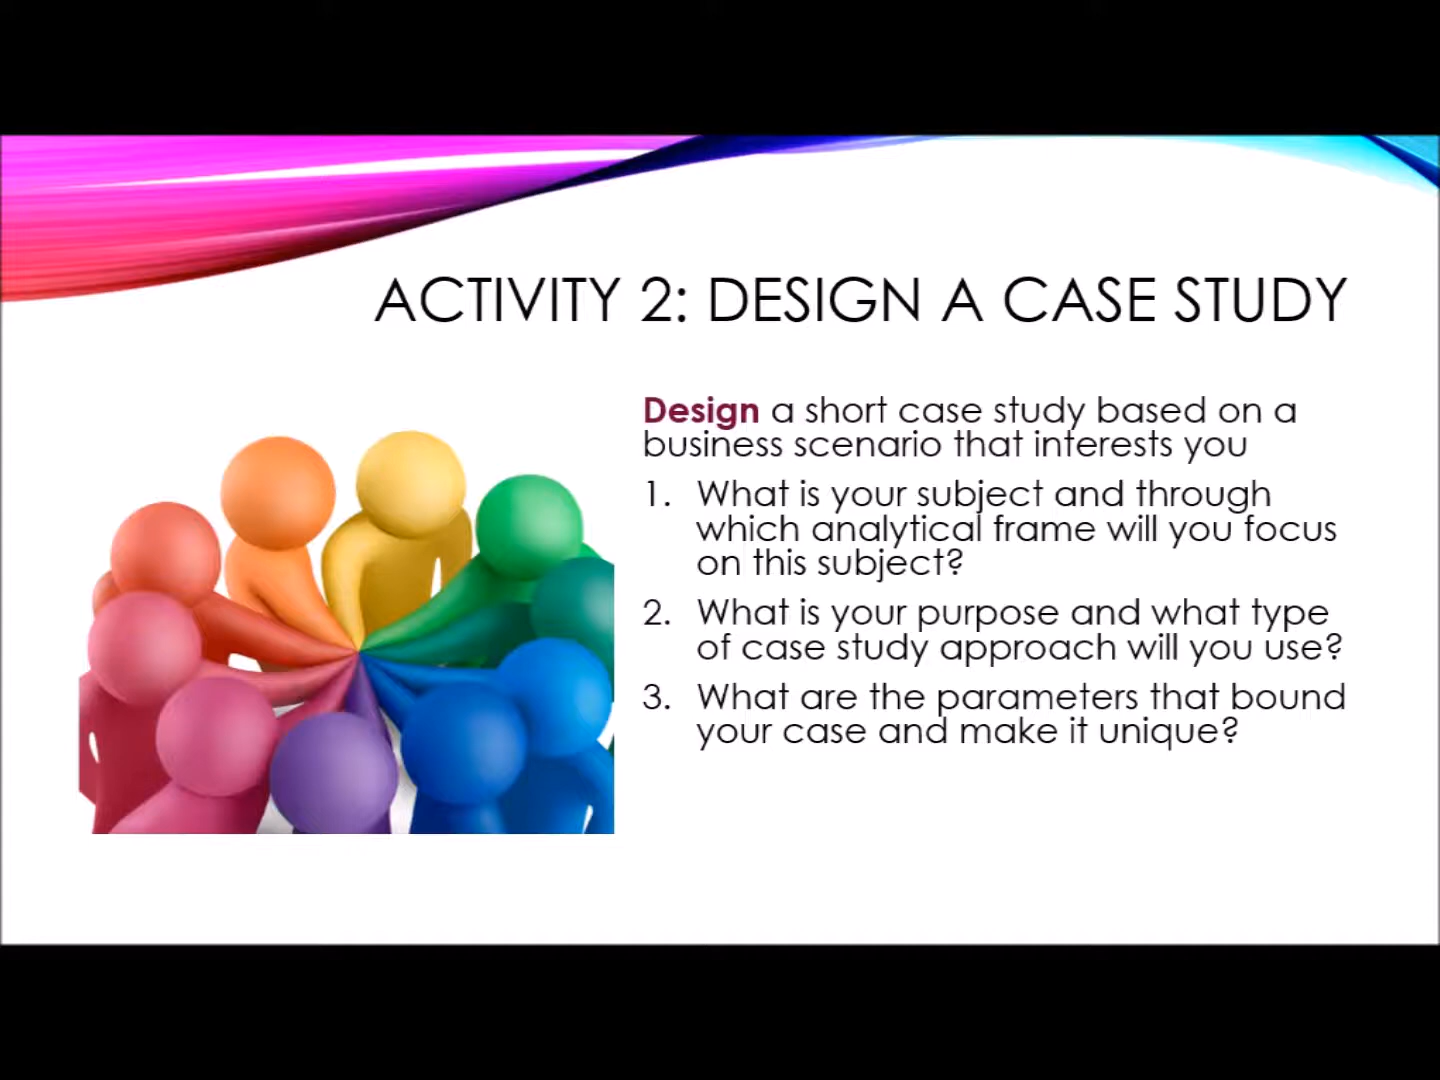 ACTIVITY 2: DESIGN A CASE STUDY
Design a short case study based on a
business scenario that interests you
1. What is your subject and through
which analytical frame will you focus
on this subject?
2. What is your purpose and what type
of case study approach will you use?
3. What are the parameters that bound
your case and make it unique?